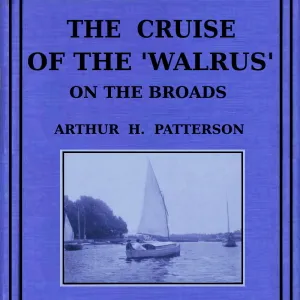 THE CRUISE
OF THE 'WALRUS'
ON THE BROADS
ARTHUR H. PATTERSON